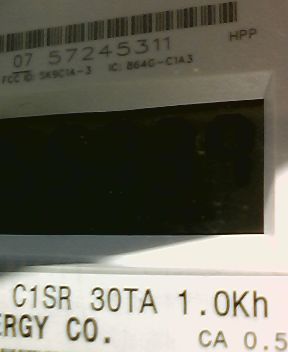 07 57245311
HPP
FCC ID: SK9C1A-3 IC: 864G-C1A3
C1SR 30TA 1.0Kh
ERGY CO.
CA 0.5